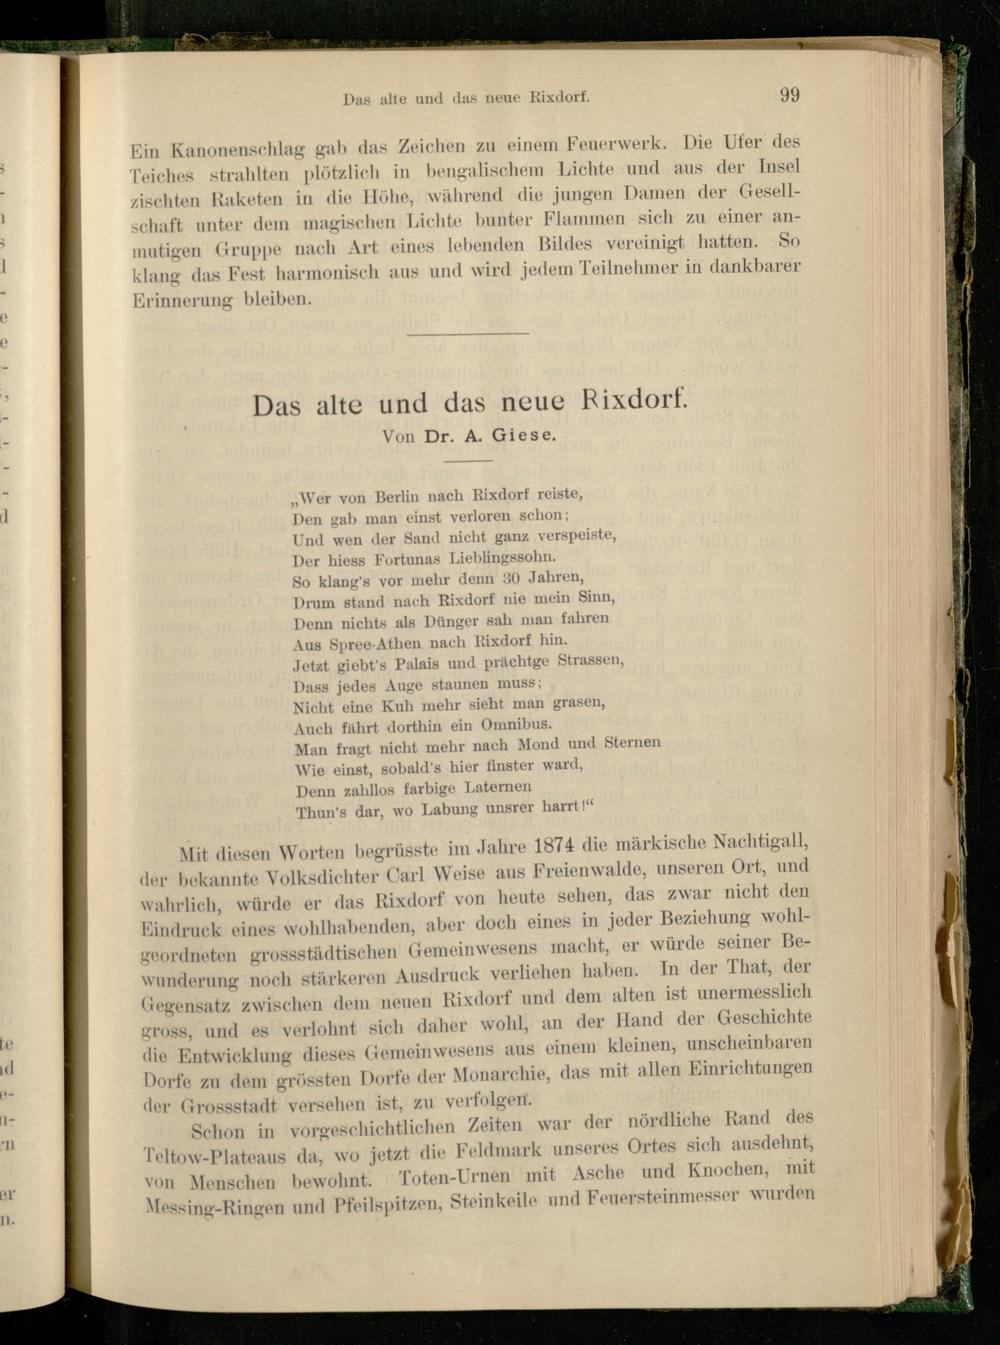 Das alte und das neue Rixdorf. 99
Ein Kanonenschlag gab das Zeichen zu einem Feuerwerk. Die Ufer des
Teiches strahlten plötzlich in bengalischem Lichte und aus der Insel
zischten Raketen in die Höhe, während die jungen Damen der Gesell-
schaft unter dem magischen Lichte bunter Flammen sich zu einer an-
mutigen Gruppe nach Art eines lebenden Bildes vereinigt hatten. So
klang das Fest harmonisch aus und wird jedem Teilnehmer in dankbarer
Erinnerung bleiben.
Das alte und das neue Rixdorf.
Von Dr. A. Giese.
„Wer von Berlin nach Rixdorf reiste,
Den gab man einst verloren schon;
Und wen der Sand nicht ganz verspeiste,
Der hiess Fortunas Lieblingssohn.
So klang's vor mehr denn 30 Jahren,
Drum stand nach Rixdorf nie mein Sinn,
Denn nichts als Dünger sah man fahren
Aus Spree-Athen nach Rixdorf hin.
Jetzt giebt's Palais und prächtge Strassen,
Dass jedes Auge staunen muss;
Nicht eine Kuh mehr sieht man grasen,
Auch fährt dorthin ein Omnibus.
Man fragt nicht mehr nach Mond und Sternen
Wie einst, sobald's hier finster ward,
Denn zahllos farbige Laternen
Thun's dar, wo Labung unsrer harrt!“
Mit diesen Worten begrüsste im Jahre 1874 die märkische Nachtigall,
der bekannte Volksdichter Carl Weise aus Freienwalde, unseren Ort, und
wahrlich, würde er das Rixdorf von heute sehen, das zwar nicht den
Eindruck eines wohlhabenden, aber doch eines in jeder Beziehung wohl-
geordneten grossstädtischen Gemeinwesens macht, er würde seiner Be-
wunderung noch stärkeren Ausdruck verliehen haben. In der That, der
Gegensatz zwischen dem neuen Rixdorf und dem alten ist unermesslich
gross, und es verlohnt sich daher wohl, an der Hand der Geschichte
die Entwicklung dieses Gemeinwesens aus einem kleinen, unscheinbaren
Dorfe zu dem grössten Dorfe der Monarchie, das mit allen Einrichtungen
der Grossstadt versehen ist, zu verfolgen.
Schon in vorgeschichtlichen Zeiten war der nördliche Rand des
Teltow-Plateaus da, wo jetzt die Feldmark unseres Ortes sich ausdehnt,
von Menschen bewohnt. Toten-Urnen mit Asche und Knochen, mit
Messing-Ringen und Pfeilspitzen, Steinkeile und Feuersteinmesser wurden